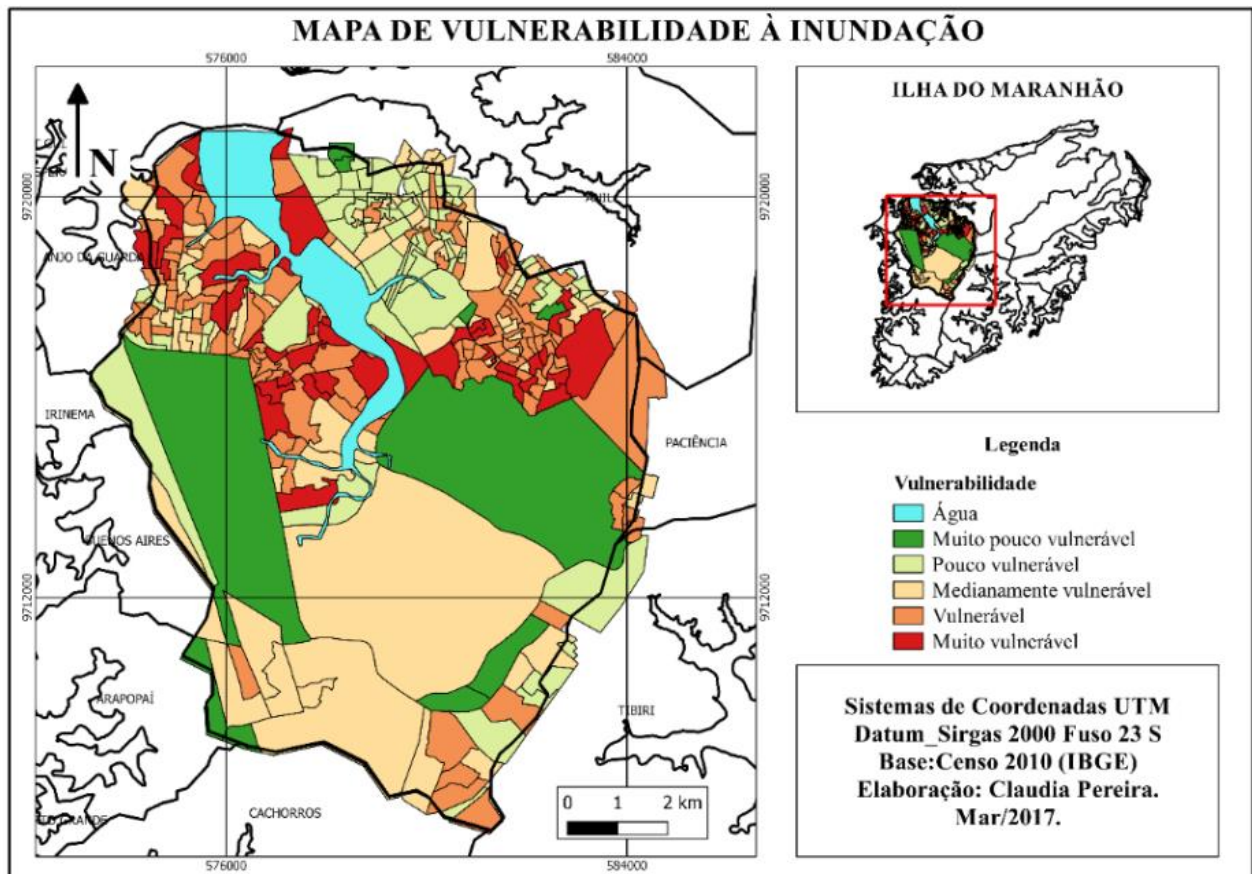 MAPA DE VULNERABILIDADE À INUNDAÇÃO
576000
584000
N
9720000
9720000
ANJO DA GUARDA
IRINEMA
PACIÊNCIA
BUENOS AIRES
9712000
9712000
ARAPOPAÍ
TIBIRI
CACHORROS
0 1 2 km
576000
584000
ILHA DO MARANHÃO
Legenda
Vulnerabilidade
Água
Muito pouco vulnerável
Pouco vulnerável
Medianamente vulnerável
Vulnerável
Muito vulnerável
Sistemas de Coordenadas UTM
Datum_Sirgas 2000 Fuso 23 S
Base:Censo 2010 (IBGE)
Elaboração: Claudia Pereira.
Mar/2017.